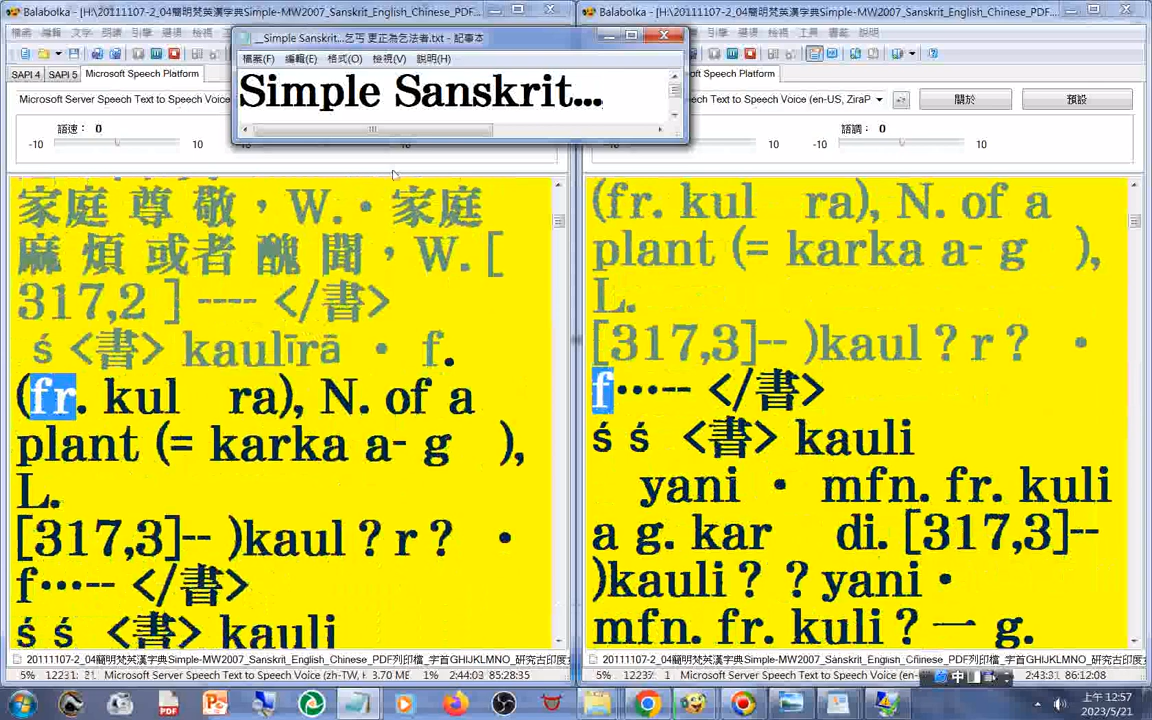 Balabolka - [H:\20111107-2_04簡明梵英漢字典Simple-MW2007_Sanskrit_English_Chinese_PDF...
Balabolka - [H:\20111107-2_04簡明梵英漢字典Simple-MW2007_Sanskrit_English_Chinese_PDF...
__Simple Sanskrit...乞丐 更正為乞法者.txt - 記事本
檔案(F) 編輯(E) 格式(O) 檢視(V) 說明(H)
Simple Sanskrit...
SAPI 4 SAPI 5 Microsoft Speech Platform
Speech Platform
Microsoft Server Speech Text to Speech Voice
ech Text to Speech Voice (en-US, ZiraP
關於
預設
語速： 0
-10 10
語調： 0
-10 10
家庭 尊 敬，W.・家庭
麻 煩 或者 醜 聞，W. [
317,2 ] ---- </書>
ś <書> kaulīrā ・ f.
(fr. kul ra), N. of a
plant (= karka a- g ),
L.
[317,3]-- )kaul？r？ ・
f…-- </書>
ś ś <書> kauli
(fr. kul ra), N. of a
plant (= karka a- g ),
L.
[317,3]-- )kaul？r？ ・
f…-- </書>
ś ś <書> kauli
yani ・ mfn. fr. kuli
a g. kar di. [317,3]--
)kauli？？yani・
mfn. fr. kuli？一 g.
20111107-2_04簡明梵英漢字典Simple-MW2007_Sanskrit_English_Chinese_PDF列印檔_字首GHIJKLMNO_研究古印度
20111107-2_04簡明梵英漢字典Simple-MW2007_Sanskrit_English_Chinese_PDF列印檔_字首GHIJKLMNO_研究古印度
5% 12231: 21 Microsoft Server Speech Text to Speech Voice (zh-TW, H 3.70 ME 1% 2:44:03 85:28:35
5% Microsoft Server Speech Text to Speech Voice 2:43:31 86:12:08
中
上午 12:57
2023/5/21